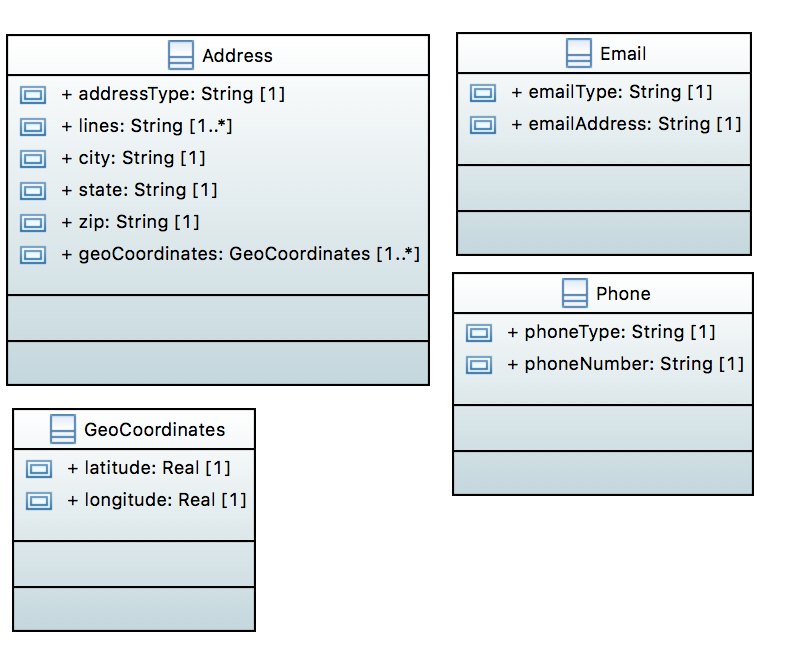 Address
+ addressType: String [1]
+ lines: String [1..*]
+ city: String [1]
+ state: String [1]
+ zip: String [1]
+ geoCoordinates: GeoCoordinates [1..*]
Email
+ emailType: String [1]
+ emailAddress: String [1]
Phone
+ phoneType: String [1]
+ phoneNumber: String [1]
GeoCoordinates
+ latitude: Real [1]
+ longitude: Real [1]